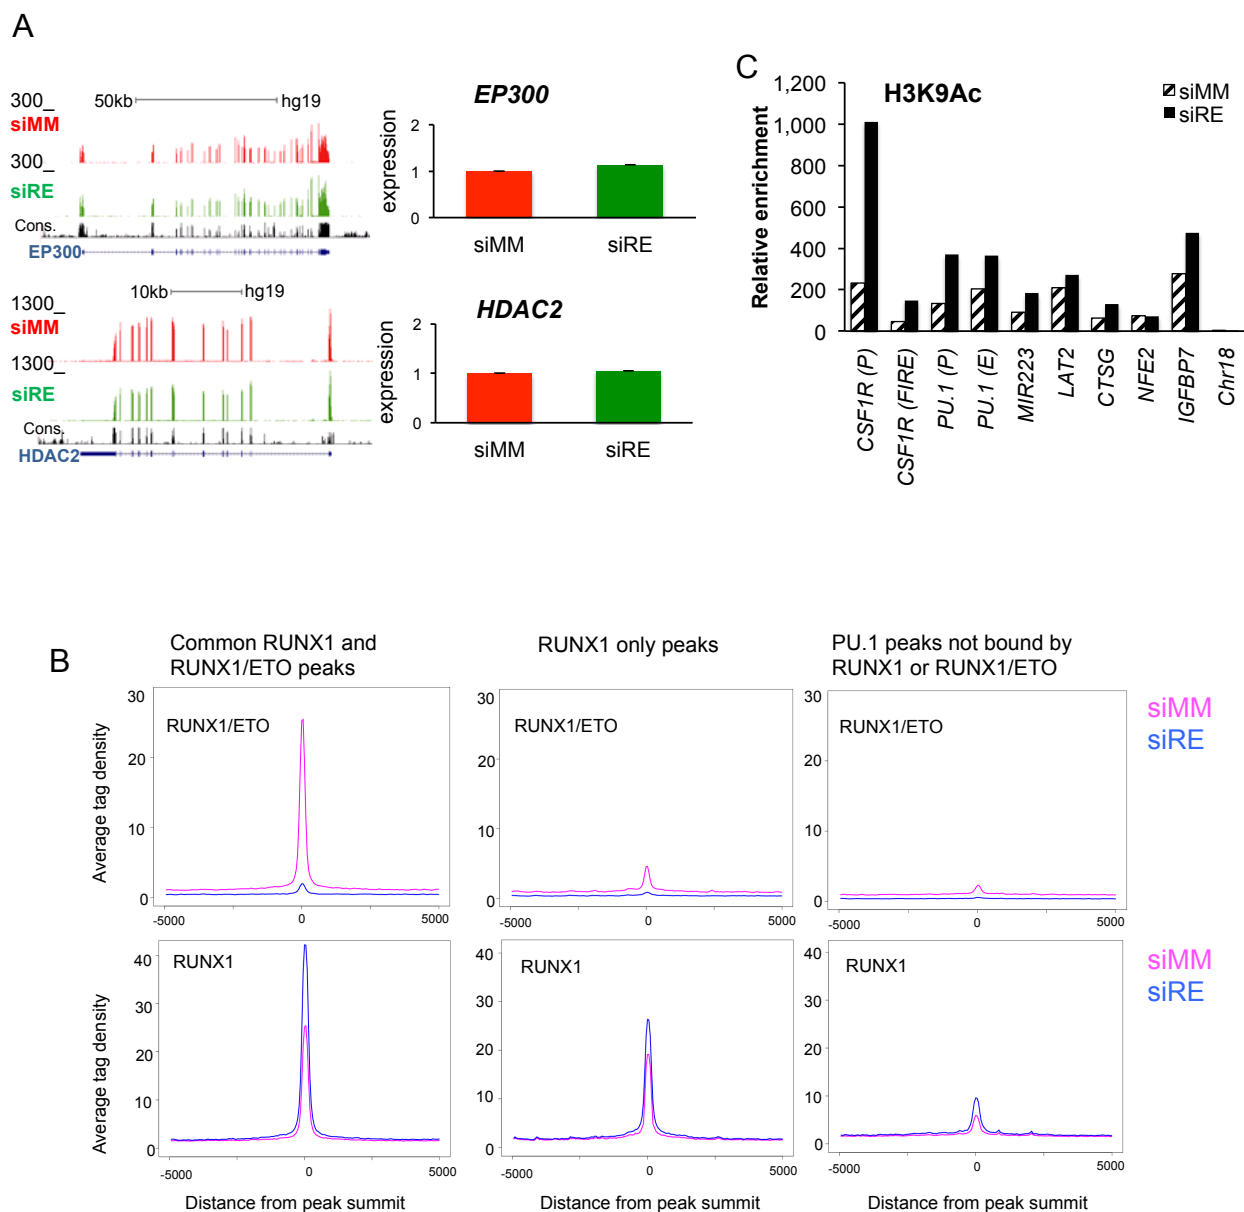 A
50kb
hg19
300_
siMM
300_
siRE
Cons.
EP300
EP300
expression
2
1
0
siMM
siRE
10kb
hg19
1300_
siMM
1300_
siRE
Cons.
HDAC2
HDAC2
expression
2
1
0
siMM
siRE
C
H3K9Ac
siMM
siRE
Relative enrichment
1,200
1,000
800
600
400
200
0
CSF1R (P)
CSF1R (FIRE)
PU.1 (P)
PU.1 (E)
MIR223
LAT2
CTSG
NFE2
IGFBP7
Chr18
B
Common RUNX1 and
RUNX1/ETO peaks
RUNX1 only peaks
PU.1 peaks not bound by
RUNX1 or RUNX1/ETO
Average tag density
30
20
10
0
RUNX1/ETO
-5000
0
5000
30
20
10
0
RUNX1/ETO
-5000
0
5000
30
20
10
0
RUNX1/ETO
-5000
0
5000
siMM
siRE
Average tag density
40
30
20
10
0
RUNX1
-5000
0
5000
Distance from peak summit
40
30
20
10
0
RUNX1
-5000
0
5000
Distance from peak summit
40
30
20
10
0
RUNX1
-5000
0
5000
Distance from peak summit
siMM
siRE